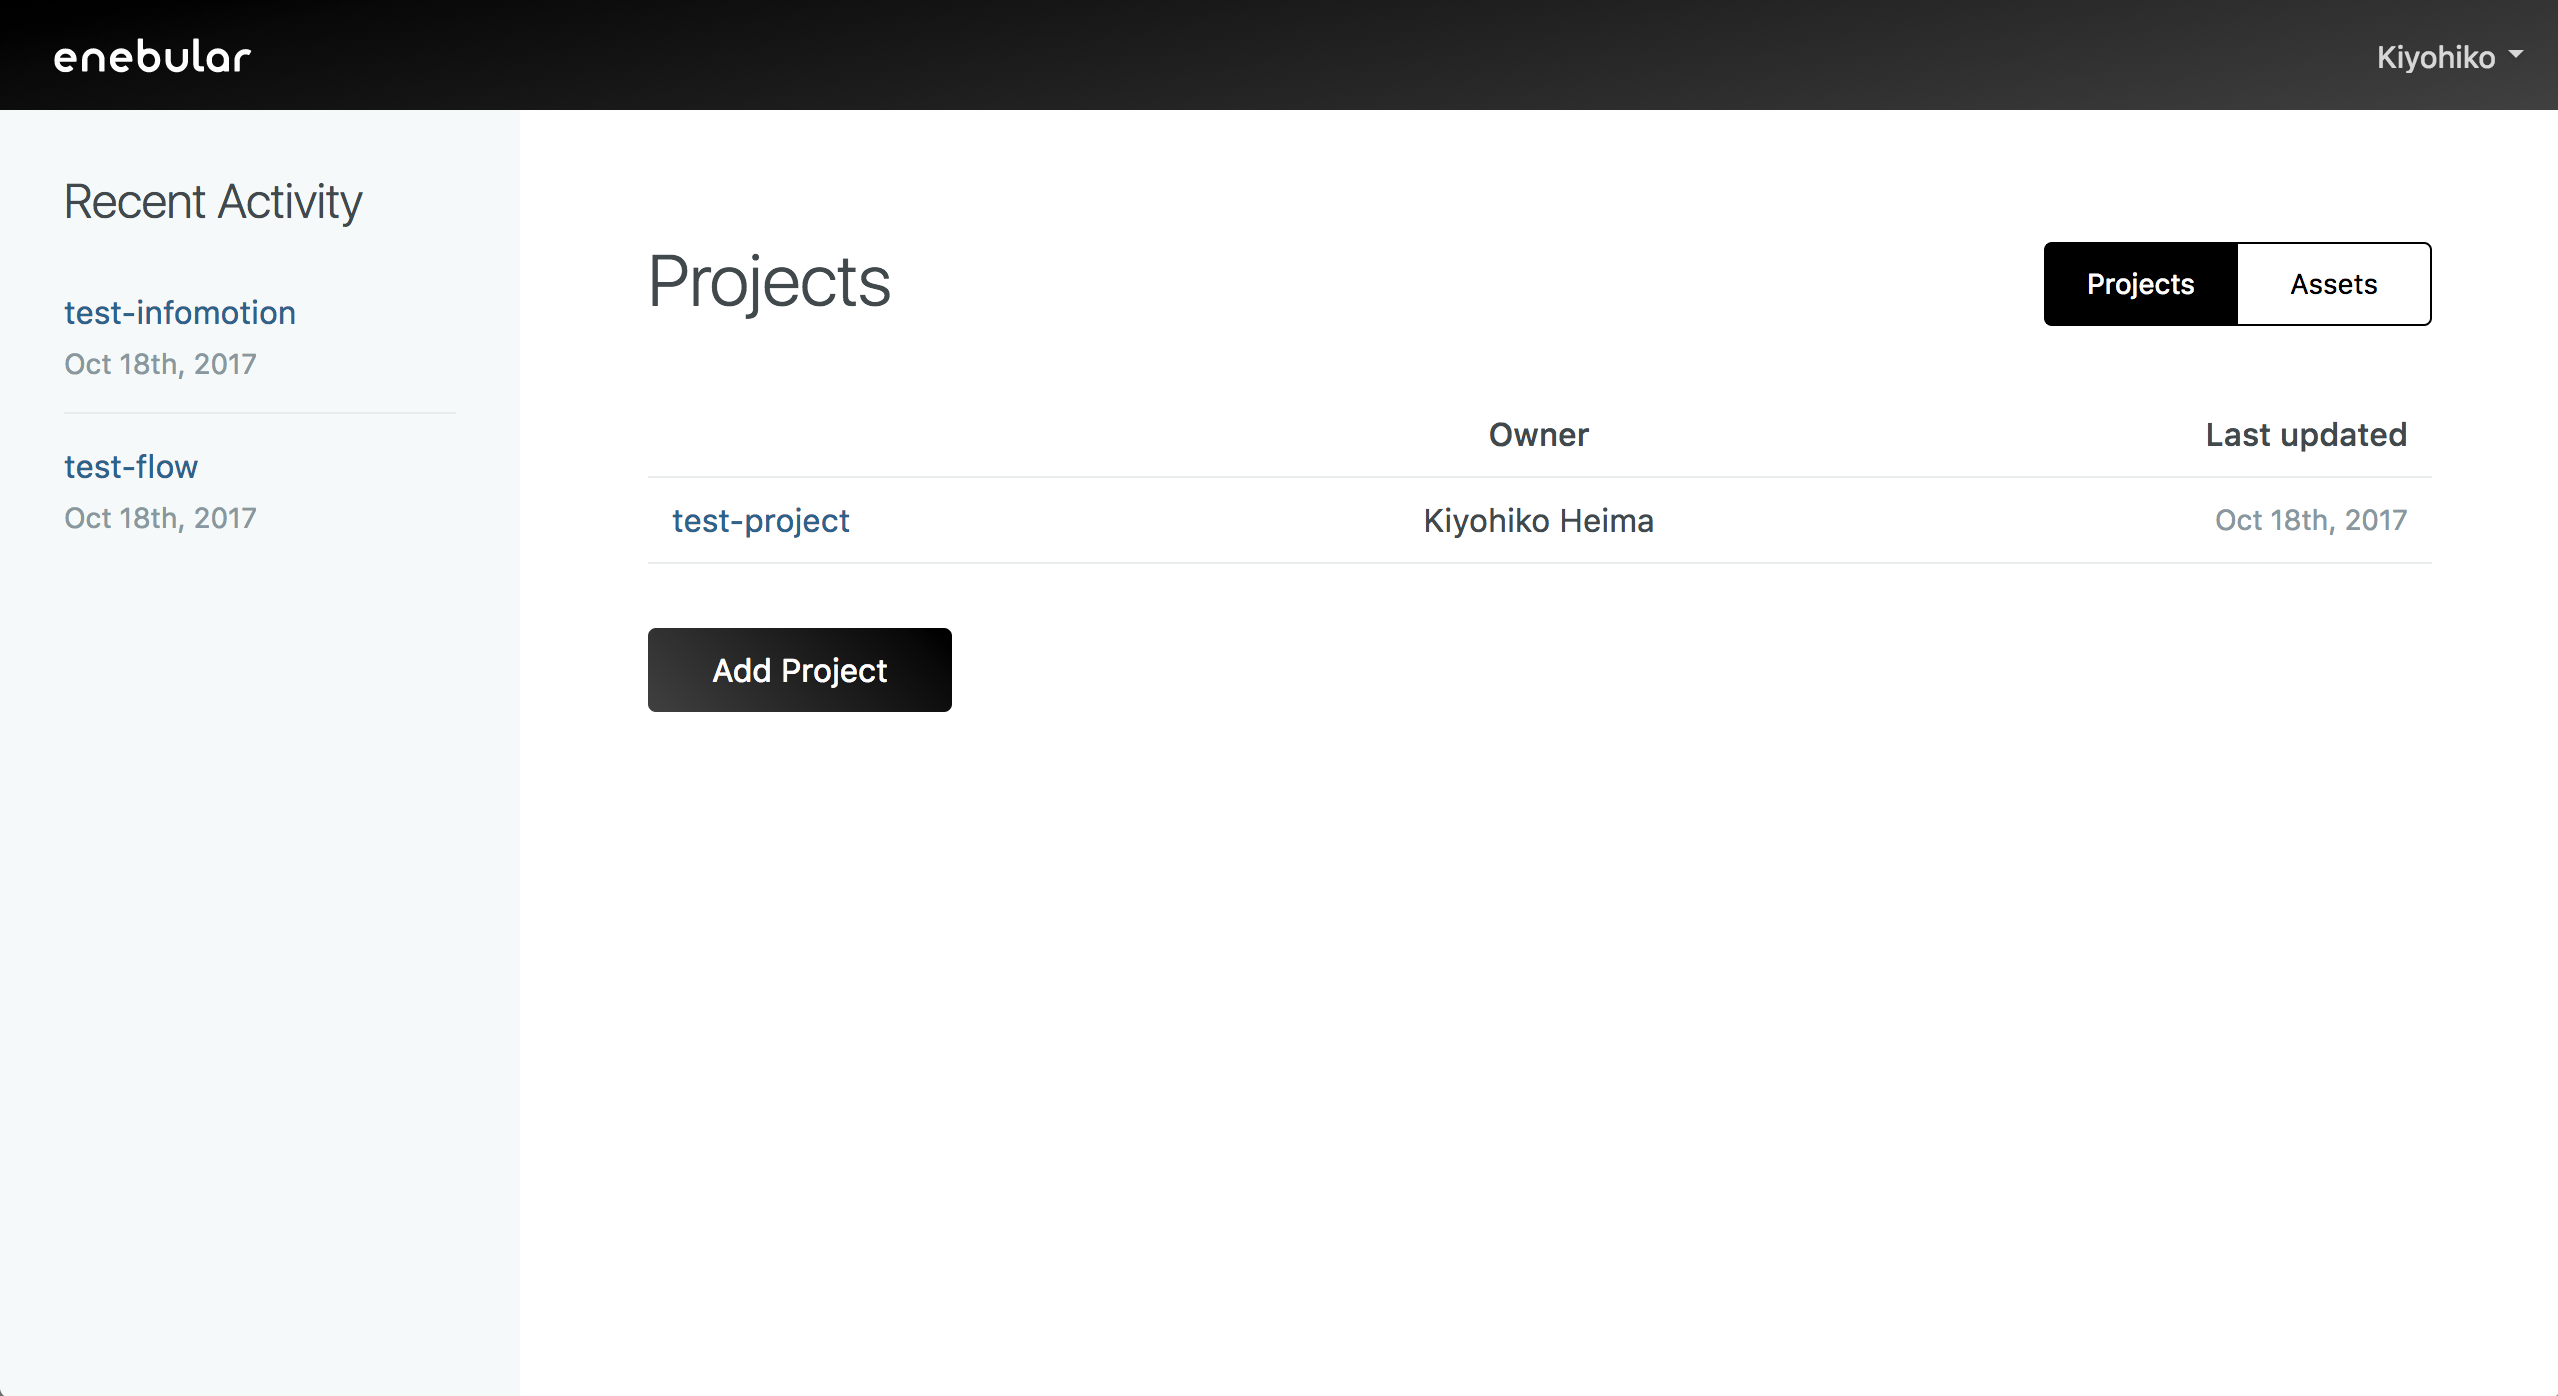 enebular
Kiyohiko
Recent Activity
test-infomotion
Oct 18th, 2017
test-flow
Oct 18th, 2017
Projects
Projects Assets
Owner Last updated
test-project Kiyohiko Heima Oct 18th, 2017
Add Project